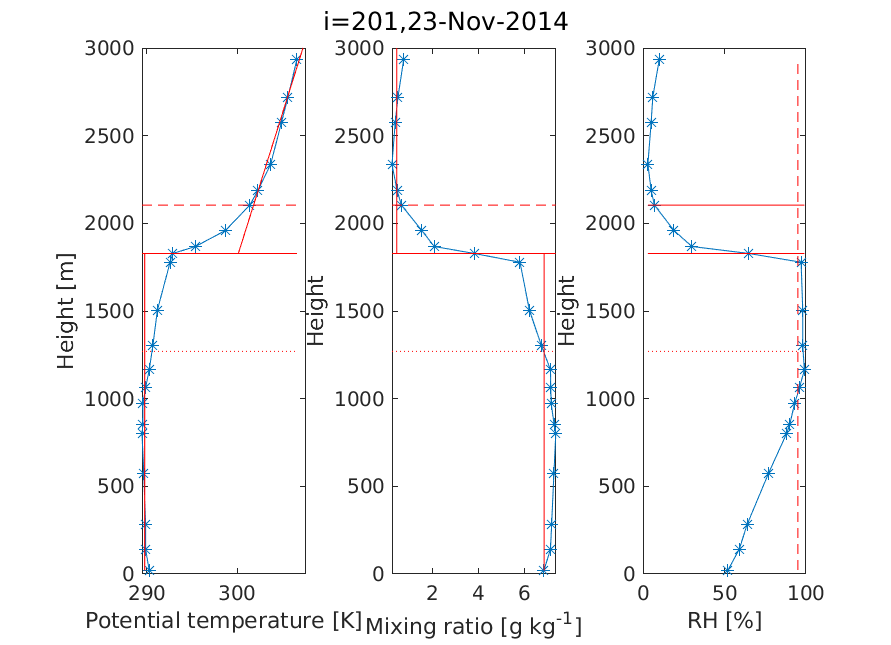 i=201,23-Nov-2014
Height [m]
3000
2500
2000
1500
1000
500
0
290 300
Potential temperature [K]
Height
3000
2500
2000
1500
1000
500
0
2 4 6
Mixing ratio [g kg-1]
Height
3000
2500
2000
1500
1000
500
0
0 50 100
RH [%]